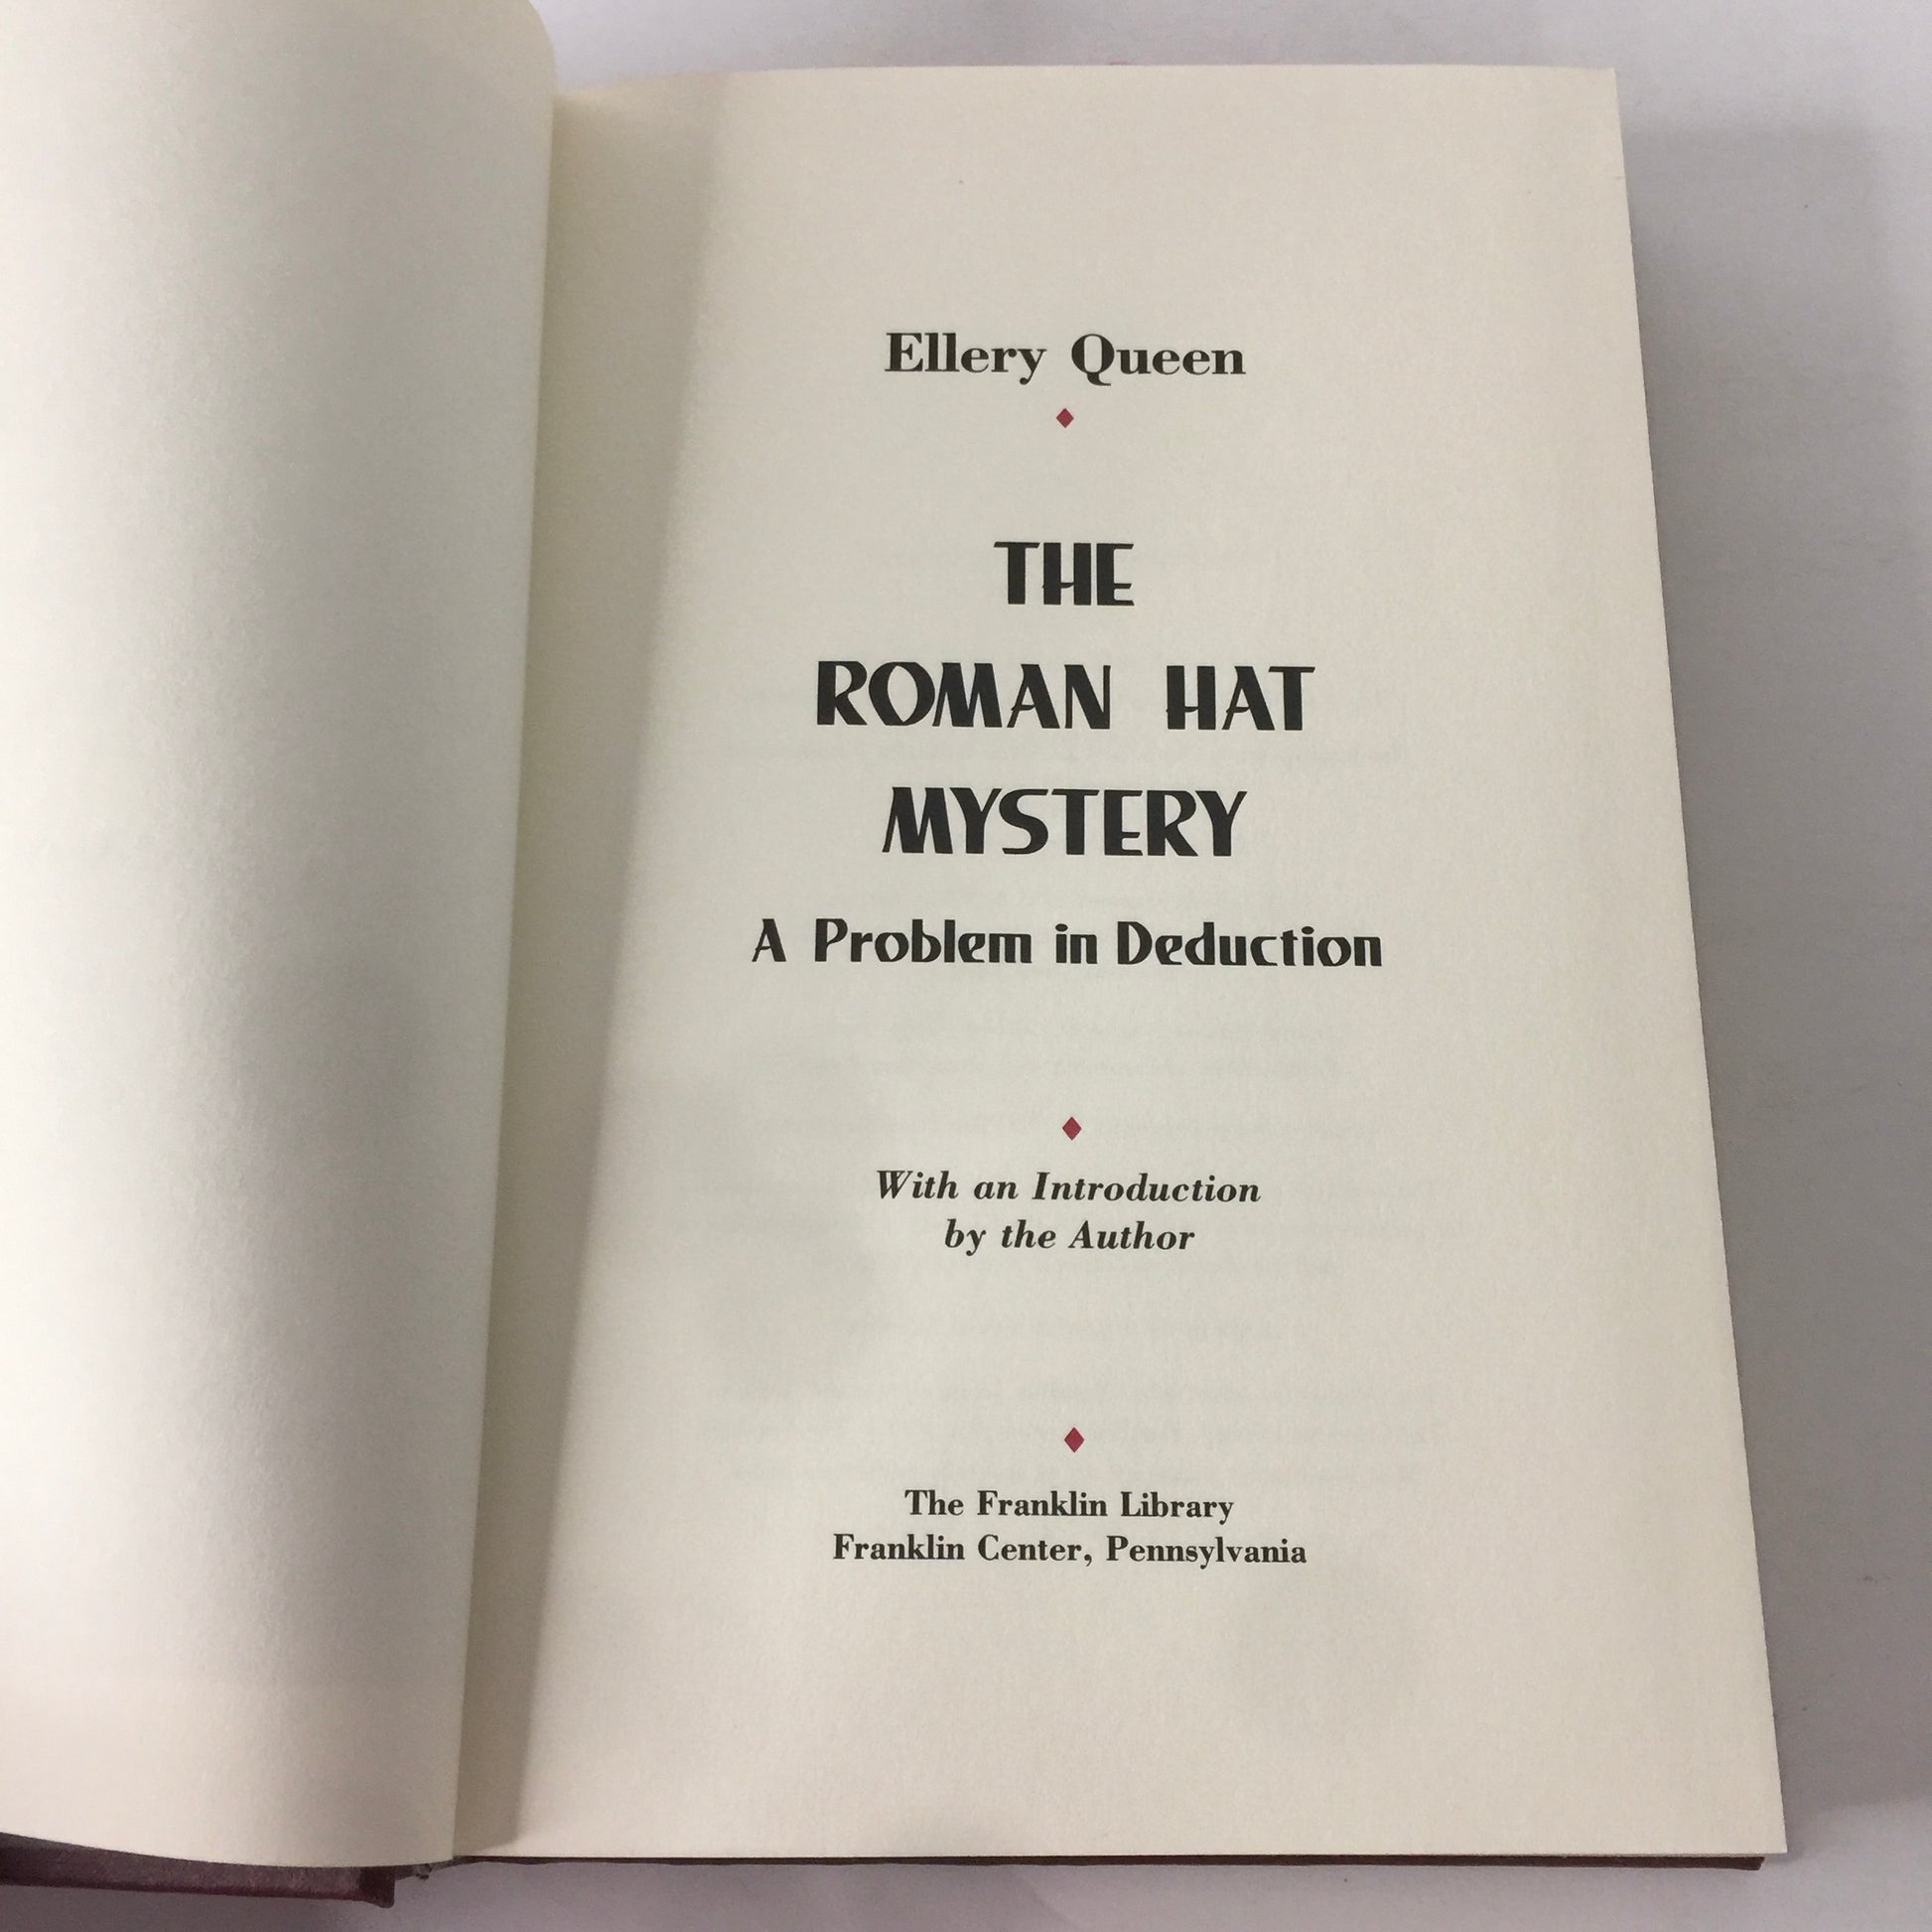 Ellery Queen
THE
ROMAN HAT
MYSTERY
A Problem in Deduction
With an Introduction
by the Author
The Franklin Library
Franklin Center, Pennsylvania